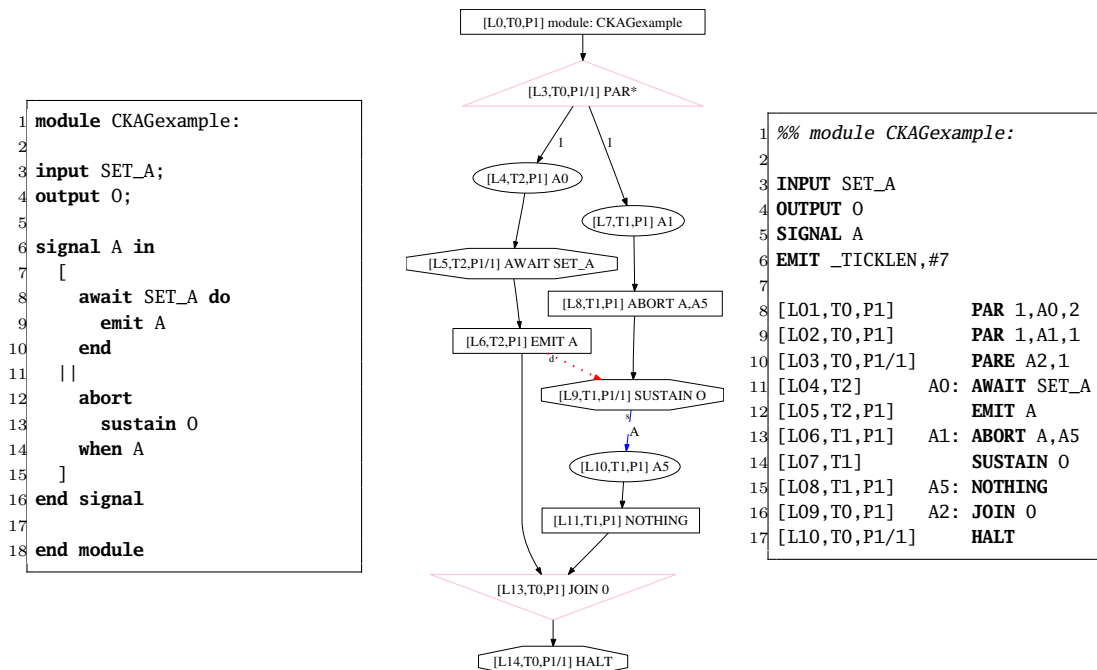 1 module CKAGexample:
2
3 input SET_A;
4 output O;
5
6 signal A in
7 [
8 await SET_A do
9 emit A
10 end
11 ||
12 abort
13 sustain O
14 when A
15 ]
16 end signal
17
18 end module
[L0,T0,P1] module: CKAGexample
[L3,T0,P1/1] PAR*
1
1
[L4,T2,P1] A0
[L7,T1,P1] A1
[L5,T2,P1/1] AWAIT SET_A
[L8,T1,P1] ABORT A,A5
[L6,T2,P1] EMIT A
d
[L9,T1,P1/1] SUSTAIN O
s
A
[L10,T1,P1] A5
[L11,T1,P1] NOTHING
[L13,T0,P1] JOIN 0
[L14,T0,P1/1] HALT
1 %% module CKAGexample:
2
3 INPUT SET_A
4 OUTPUT O
5 SIGNAL A
6 EMIT _TICKLEN,#7
7
8 [L01,T0,P1] PAR 1,A0,2
9 [L02,T0,P1] PAR 1,A1,1
10 [L03,T0,P1/1] PARE A2,1
11 [L04,T2] A0: AWAIT SET_A
12 [L05,T2,P1] EMIT A
13 [L06,T1,P1] A1: ABORT A,A5
14 [L07,T1] SUSTAIN O
15 [L08,T1,P1] A5: NOTHING
16 [L09,T0,P1] A2: JOIN 0
17 [L10,T0,P1/1] HALT